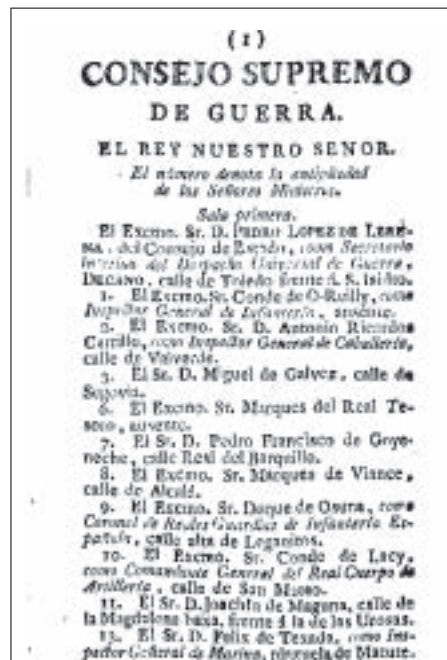 (1)
CONSEJO SUPREMO
DE GUERRA.
EL REY NUESTRO SENOR.
El número denota la antigüedad
de los Señores Ministros.
Sala primera.
El Excmo. Sr. D. PEDRO LOPEZ DE LERE-
NA, del Consejo de Estado, como Secretario
Interino del Despacho Universal de Guerra,
DECANO, calle de Toledo frente á S. Isidro.
1. El Excmo. Sr. Conde de O-Reilly, como
Inspector General de Infantería, ausente.
2. El Excmo. Sr. D. Antonio Ricardos
Carrillo, como Inspector General de Caballería,
calle de Valverde.
3. El Sr. D. Miguel de Galvez, calle de
Segovia.
6. El Excmo. Sr. Marques del Real Te-
soro, ausente.
7. El Sr. D. Pedro Francisco de Goye-
neche, calle Real del Barquillo.
8. El Excmo. Sr. Marques de Viance,
calle de Alcalá.
9. El Excmo. Sr. Duque de Osuna, como
Coronel de Reales Guardias de Infantería Es-
pañola, calle alta de Leganitos.
10. El Excmo. Sr. Conde de Lacy,
como Comandante General del Real Cuerpo de
Artillería, calle de San Mateo.
11. El Sr. D. Joachîn de Maguna, calle de
la Magdalena baxa, frente á la de las Urosas.
13. El Sr. D. Felix de Texada, como Ins-
pector General de Marina, plazuela de Matute.